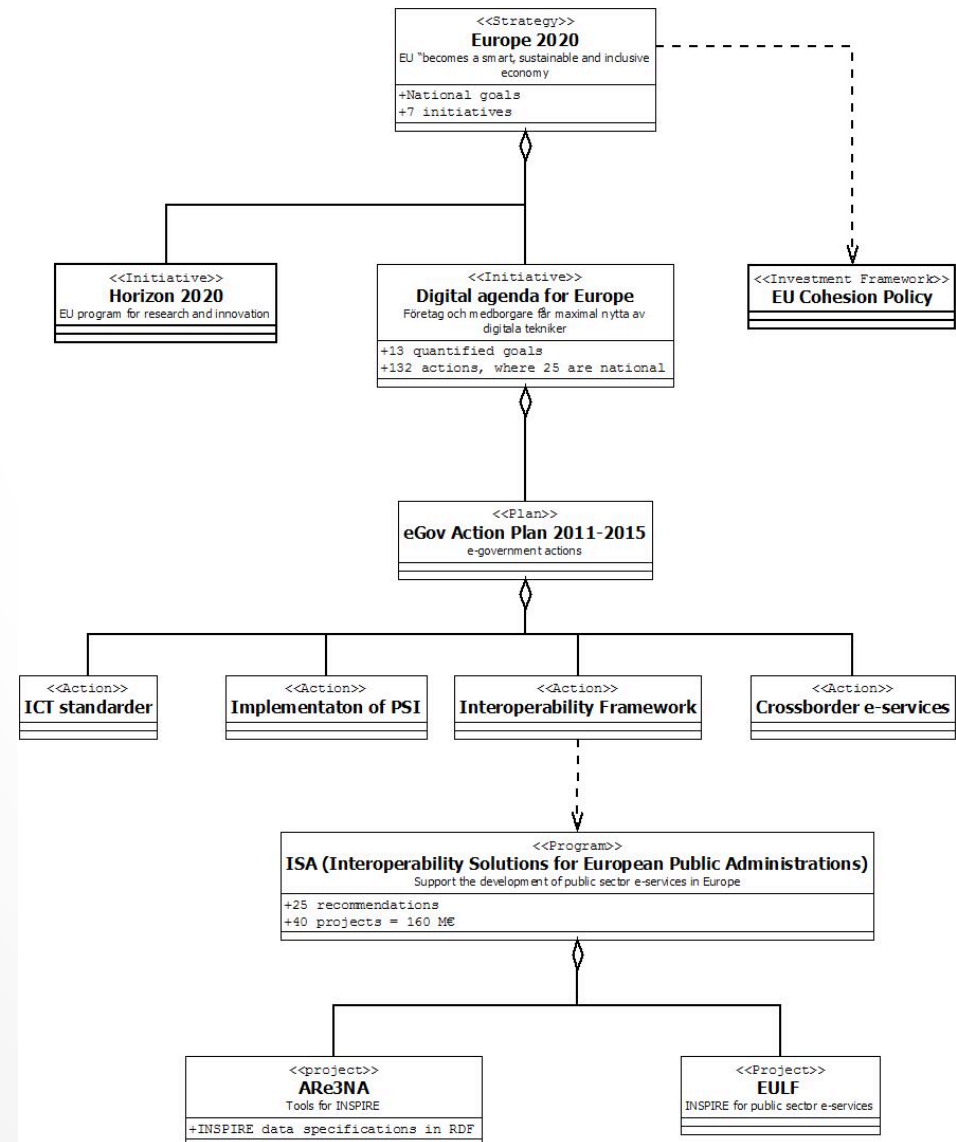 <<Strategy>>
Europe 2020
EU "becomes a smart, sustainable and inclusive
economy
+National goals
+7 initiatives
<<Initiative>>
Horizon 2020
EU program for research and innovation
<<Initiative>>
Digital agenda for Europe
Företag och medborgare får maximal nytta av
digitala tekniker
+13 quantified goals
+132 actions, where 25 are national
<<Investment Framework>>
EU Cohesion Policy
<<Plan>>
eGov Action Plan 2011-2015
e-government actions
<<Action>>
ICT standarder
<<Action>>
Implementaton of PSI
<<Action>>
Interoperability Framework
<<Action>>
Crossborder e-services
<<Program>>
ISA (Interoperability Solutions for European Public Administrations)
Support the development of public sector e-services in Europe
+25 recommendations
+40 projects = 160 M€
<<project>>
ARe3NA
Tools for INSPIRE
+INSPIRE data specifications in RDF
<<Project>>
EULF
INSPIRE for public sector e-services